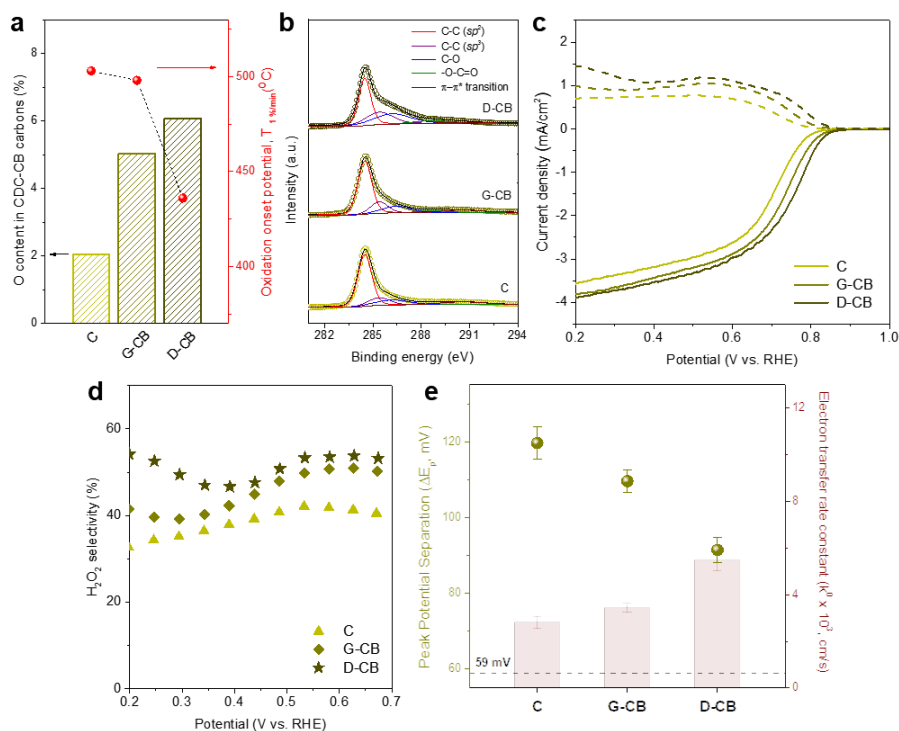 a
O content in CDC-CB carbons (%)
8
6
4
2
0
C
G-CB
D-CB
500
450
400
Oxidation onset potential, T 1%/min (°C)
b
C-C (sp²)
C-C (sp³)
C-O
-O-C=O
π–π* transition
D-CB
G-CB
C
Intensity (a.u.)
282 285 288 291 294
Binding energy (eV)
c
Current density (mA/cm²)
2
1
0
-1
-2
-3
-4
C
G-CB
D-CB
0.2 0.4 0.6 0.8 1.0
Potential (V vs. RHE)
d
H₂O₂ selectivity (%)
60
40
20
0
C
G-CB
D-CB
0.2 0.3 0.4 0.5 0.6 0.7
Potential (V vs. RHE)
e
Peak Potential Separation (ΔEₚ, mV)
120
100
80
60
59 mV
C G-CB D-CB
12
9
6
3
0
Electron transfer rate constant (k⁰ x 10³, cm/s)